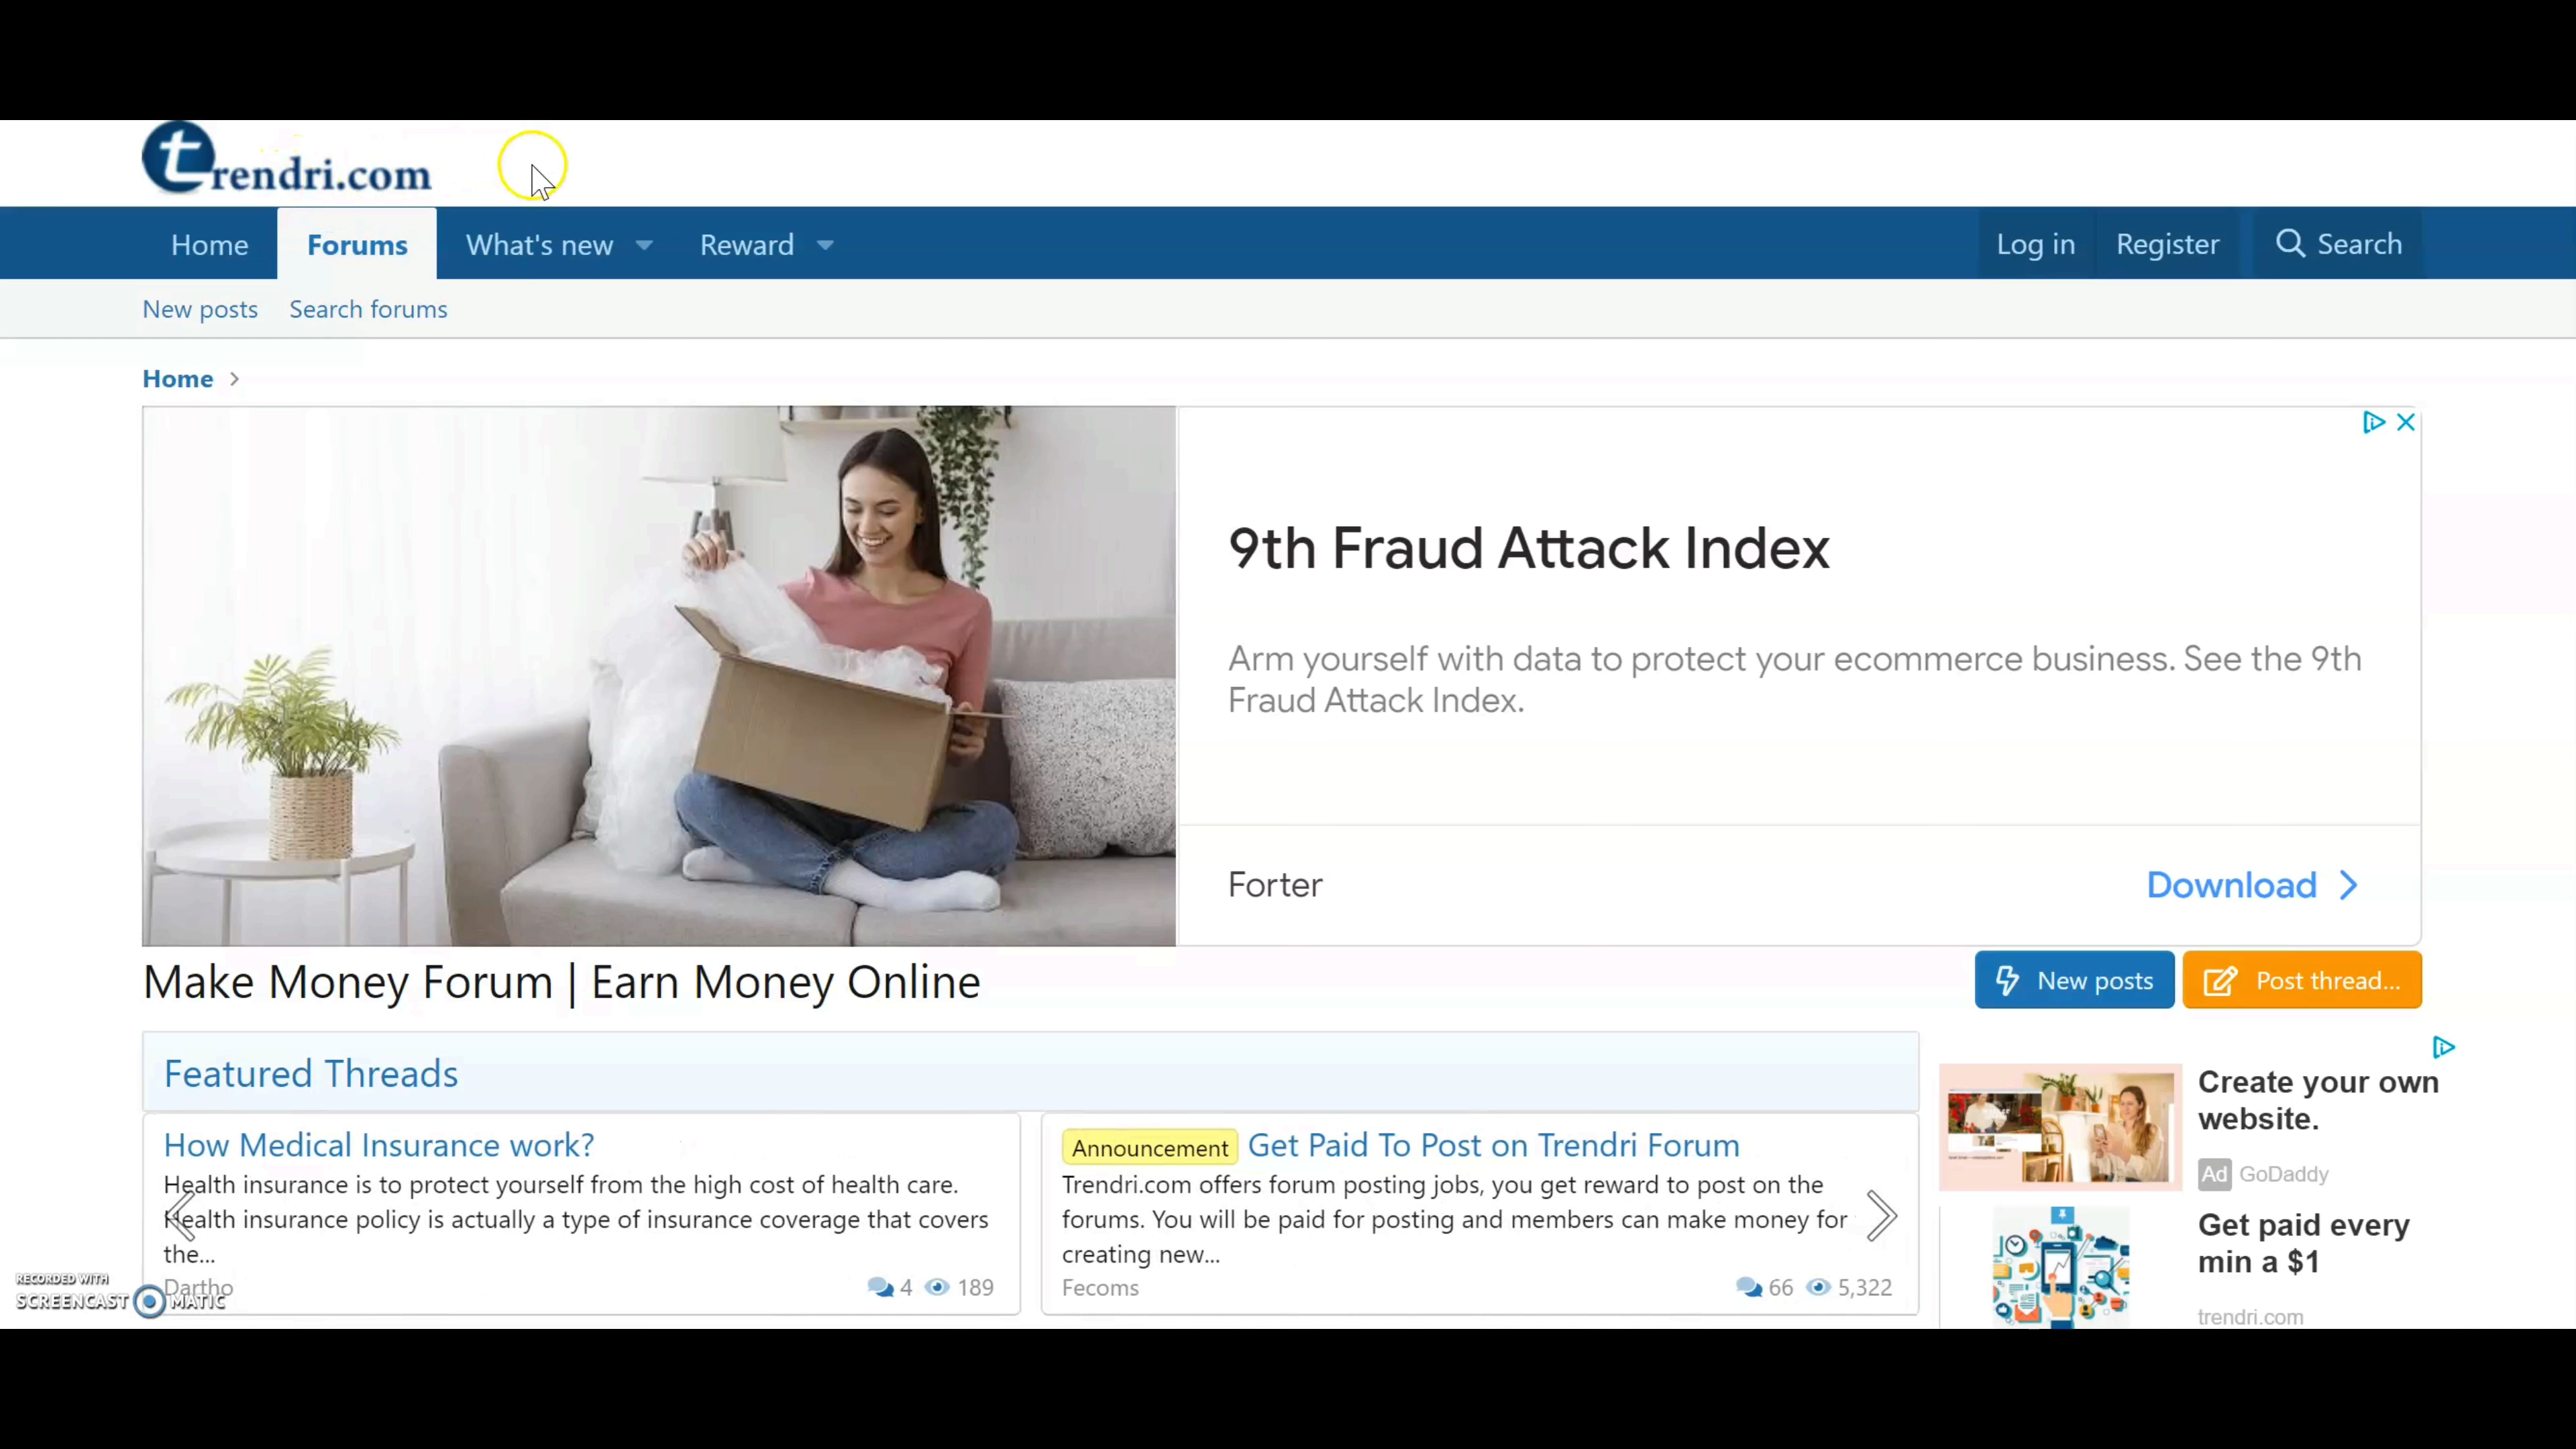 trendri.com
Home Forums What's new Reward Log in Register Search
New posts Search forums
Home
9th Fraud Attack Index
Arm yourself with data to protect your ecommerce business. See the 9th
Fraud Attack Index.
Forter Download
Make Money Forum | Earn Money Online
New posts Post thread...
Featured Threads
How Medical Insurance work?
Health insurance is to protect yourself from the high cost of health care.
Health insurance policy is actually a type of insurance coverage that covers
the...
Dartho 4 189
Announcement Get Paid To Post on Trendri Forum
Trendri.com offers forum posting jobs, you get reward to post on the
forums. You will be paid for posting and members can make money for
creating new...
Fecoms 66 5,322
Create your own
website.
Ad GoDaddy
Get paid every
min a $1
trendri.com
RECORDED WITH
SCREENCAST MATIC